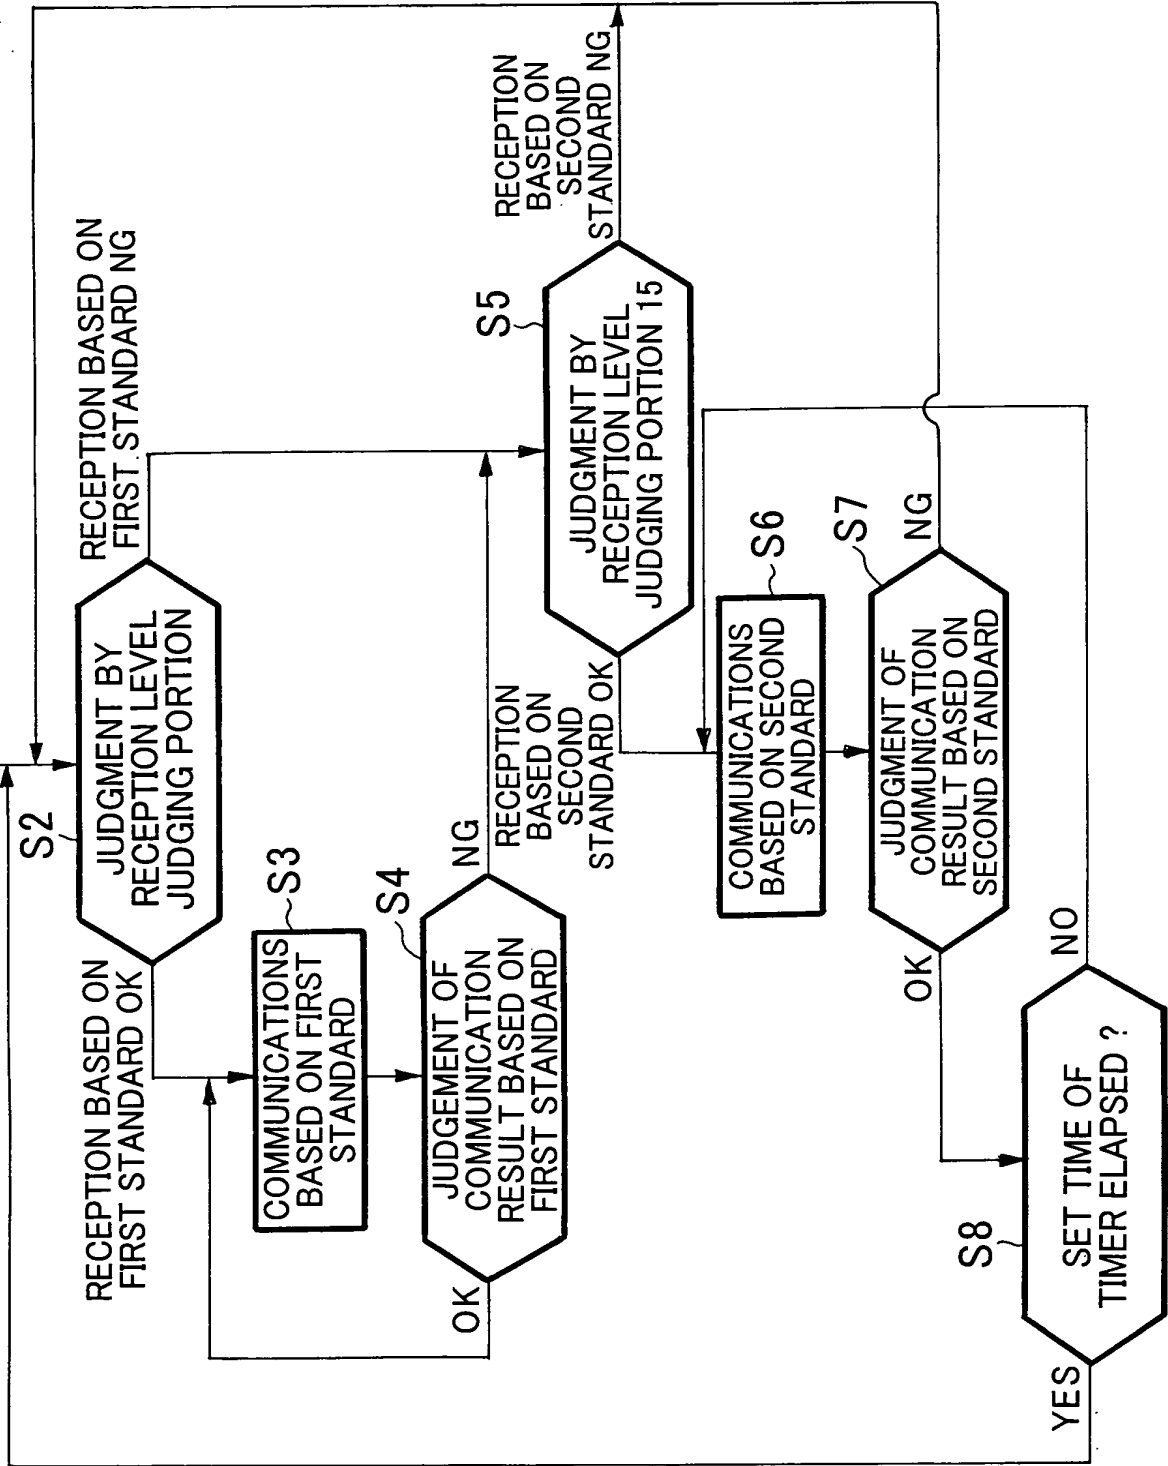 S2
JUDGMENT BY
RECEPTION LEVEL
JUDGING PORTION
RECEPTION BASED ON
FIRST STANDARD OK
RECEPTION BASED ON
FIRST. STANDARD NG
S3
COMMUNICATIONS
BASED ON FIRST
STANDARD
S4
JUDGEMENT OF
COMMUNICATION
RESULT BASED ON
FIRST STANDARD
OK
NG
S5
JUDGMENT BY
RECEPTION LEVEL
JUDGING PORTION 15
RECEPTION
BASED ON
SECOND
STANDARD OK
RECEPTION
BASED ON
SECOND
STANDARD NG
S6
COMMUNICATIONS
BASED ON SECOND
STANDARD
S7
JUDGMENT OF
COMMUNICATION
RESULT BASED ON
SECOND STANDARD
OK
NG
S8
SET TIME OF
TIMER ELAPSED ?
YES
NO